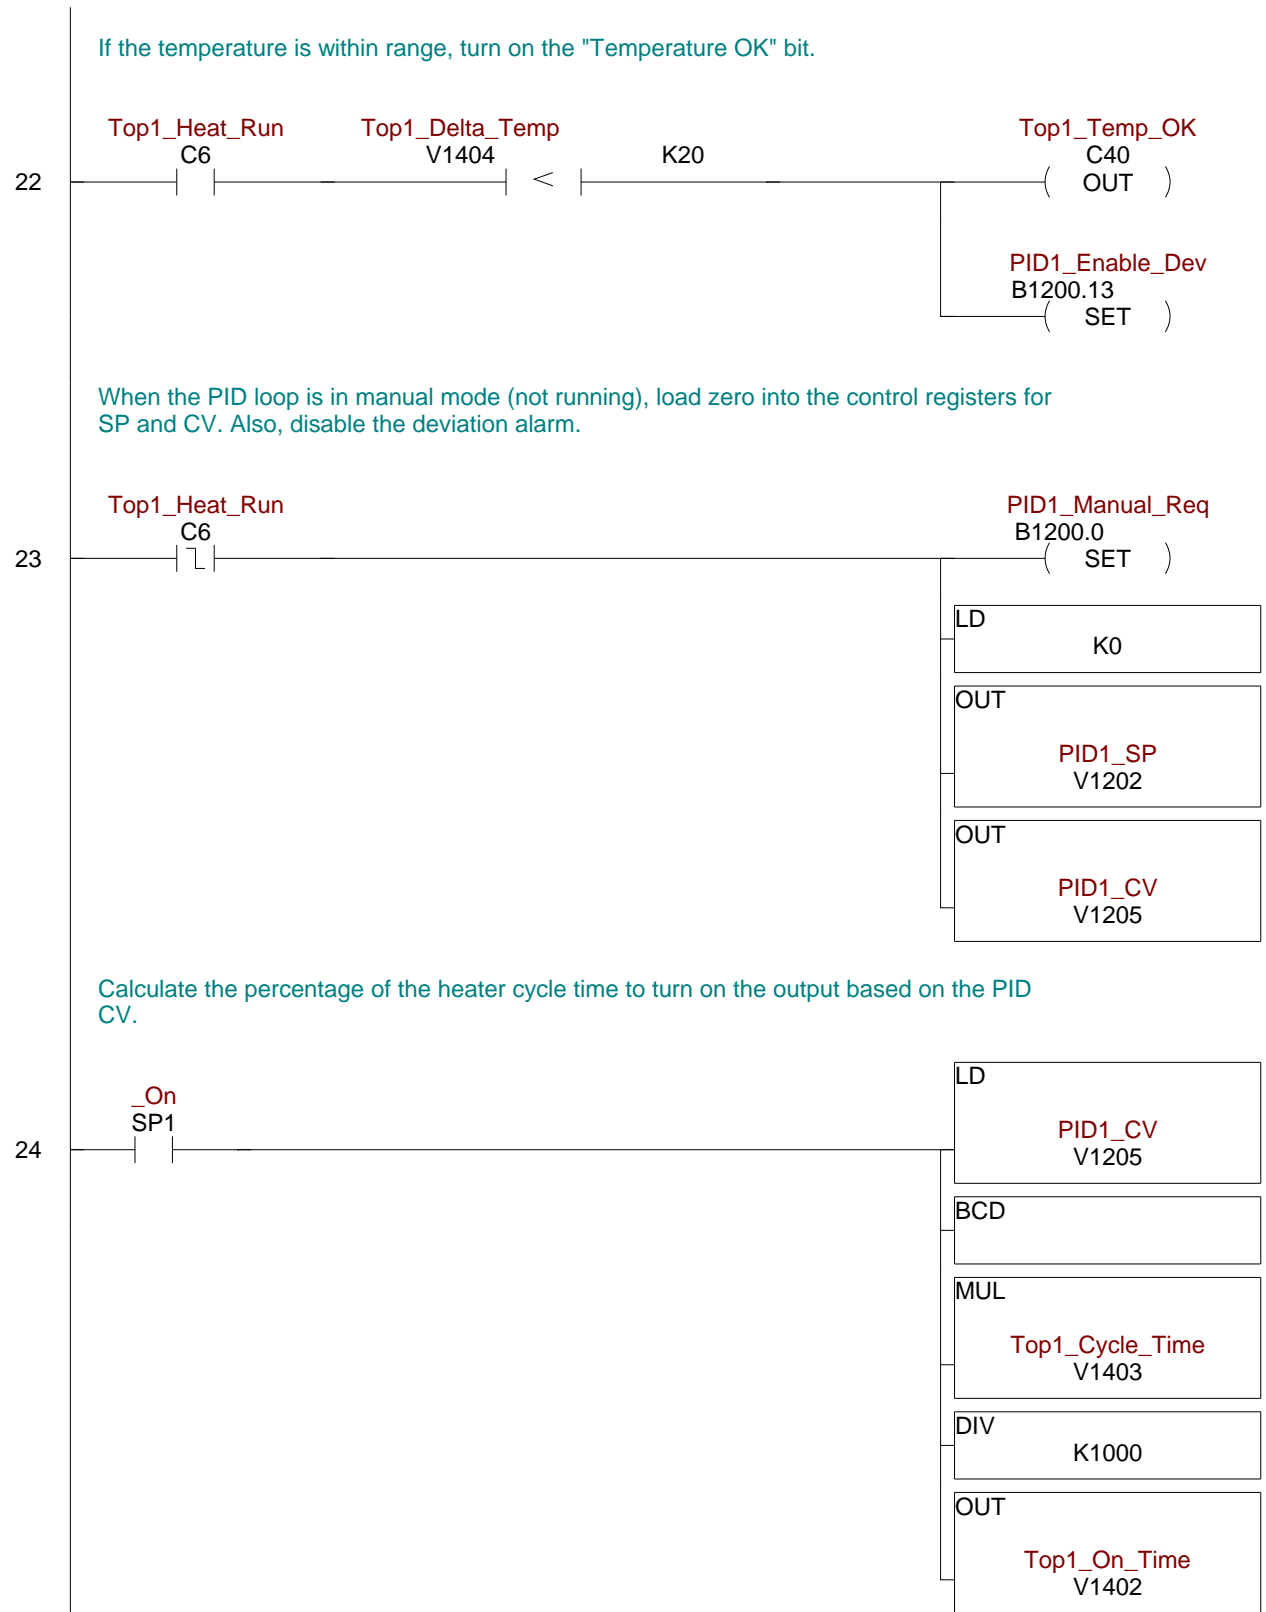 If the temperature is within range, turn on the "Temperature OK" bit.
Top1_Heat_Run Top1_Delta_Temp Top1_Temp_OK
C6 V1404 K20 C40
22 < OUT
PID1_Enable_Dev
B1200.13
SET
When the PID loop is in manual mode (not running), load zero into the control registers for
SP and CV. Also, disable the deviation alarm.
Top1_Heat_Run PID1_Manual_Req
C6 B1200.0
23 SET
LD
K0
OUT
PID1_SP
V1202
OUT
PID1_CV
V1205
Calculate the percentage of the heater cycle time to turn on the output based on the PID
CV.
LD
_On
SP1
PID1_CV
24 V1205
BCD
MUL
Top1_Cycle_Time
V1403
DIV
K1000
OUT
Top1_On_Time
V1402